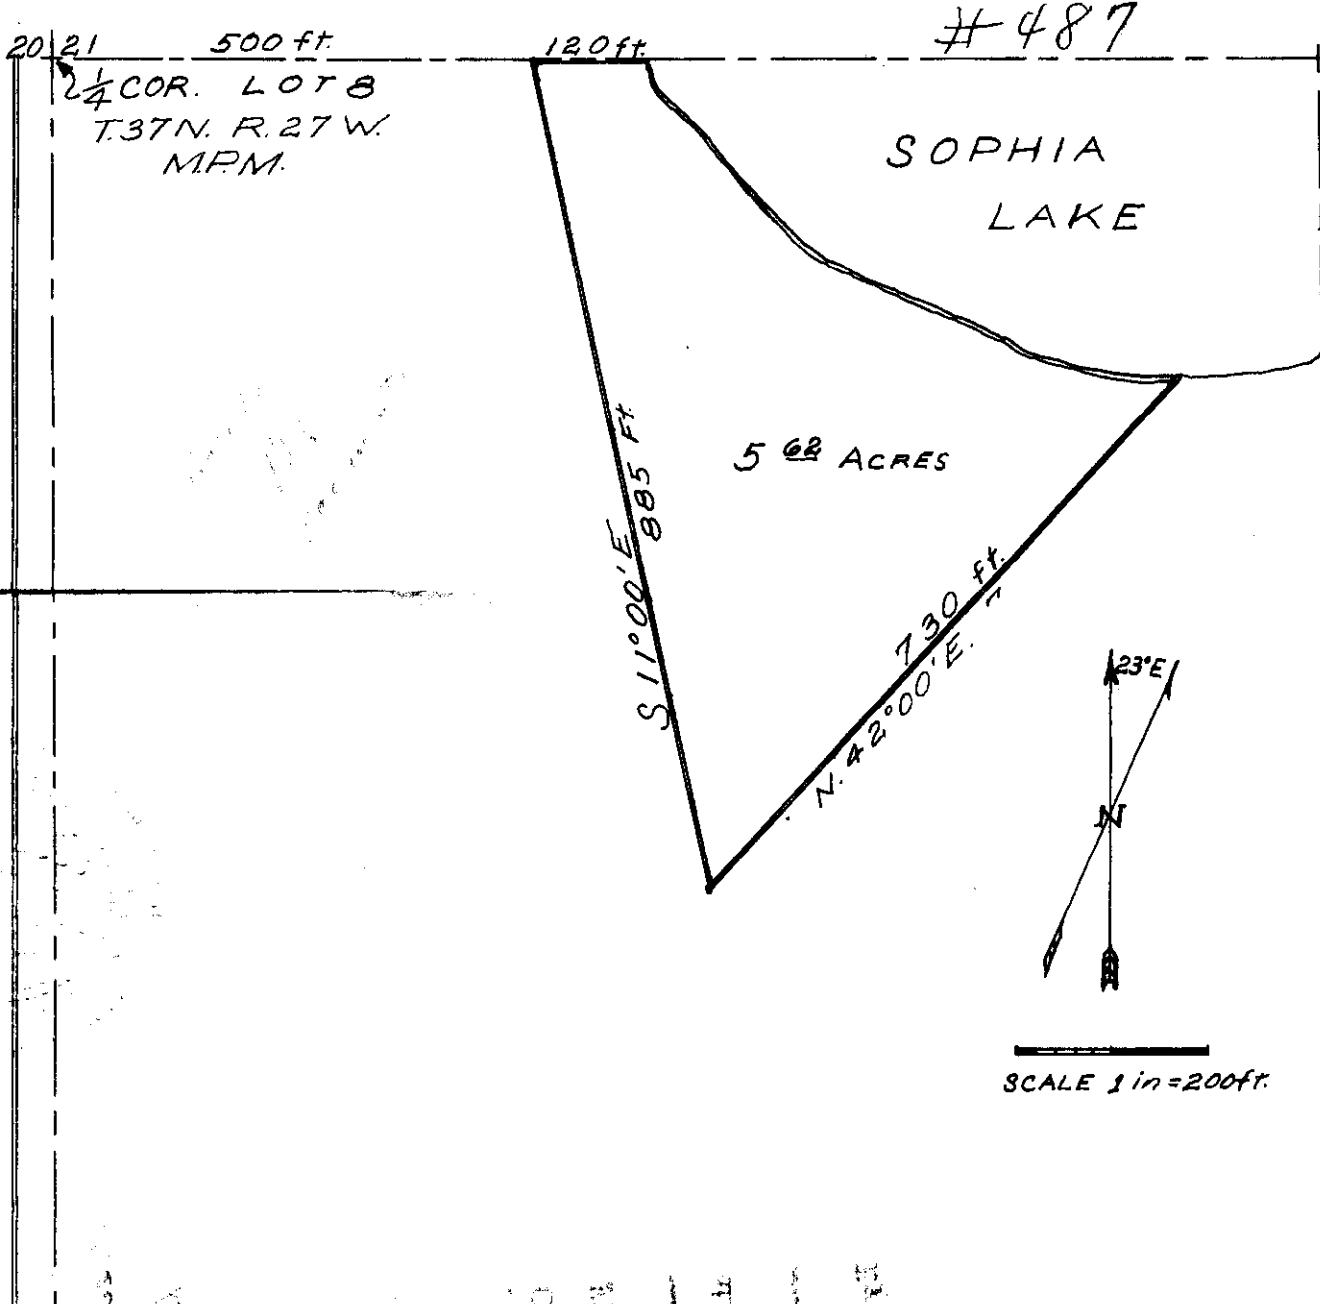 # 487
20 21 500 ft. 120 ft.
1/4 COR. LOT 8
T.37N. R.27W.
M.P.M.
SOPHIA
LAKE
5 62 ACRES
S 11°00'E 885 Ft.
730 ft.
N. 42°00'E.
23°E
N
SCALE 1 in = 200ft.